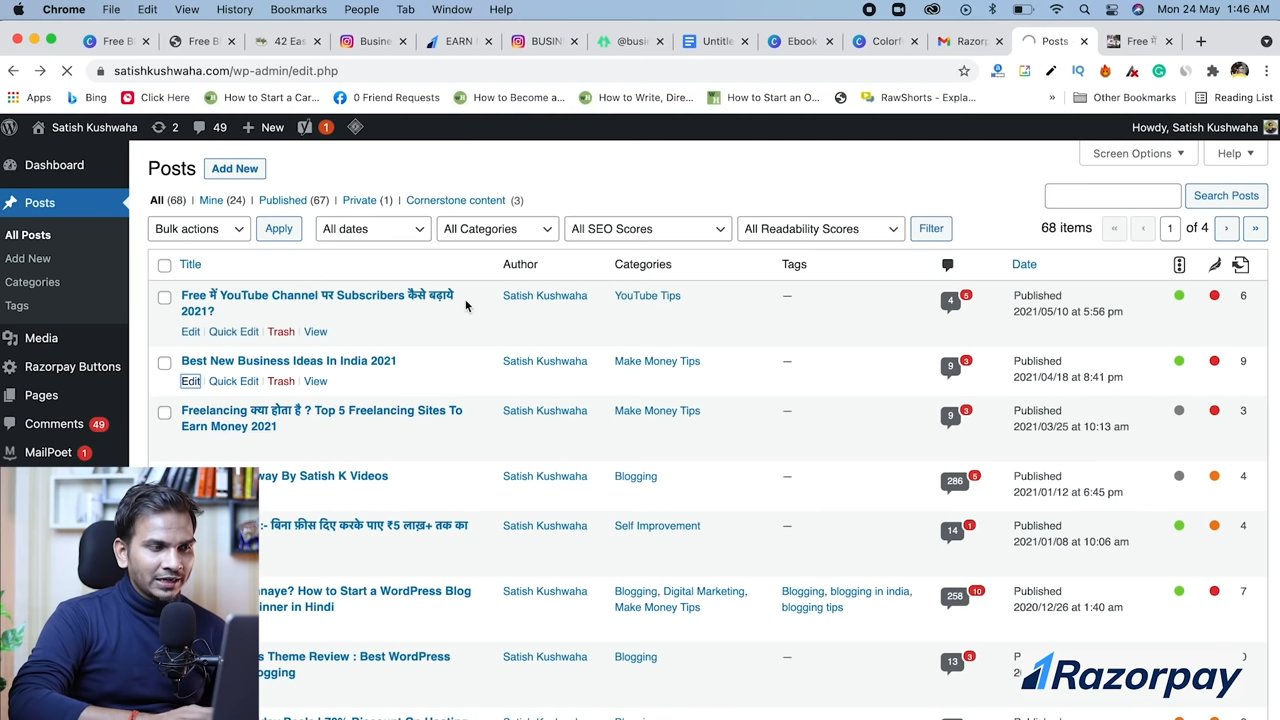 Chrome File Edit View History Bookmarks People Tab Window Help Mon 24 May 1:46 AM
Free B Free B 42 Eas Busine EARN BUSIN @busi Untitle Ebook Colorf Razorp Posts Free में
satishkushwaha.com/wp-admin/edit.php
Apps Bing Click Here How to Start a Car... 0 Friend Requests How to Become a... How to Write, Dire... How to Start an O... RawShorts - Expla... » Other Bookmarks Reading List
Satish Kushwaha 2 49 + New 1 Howdy, Satish Kushwaha
Dashboard
Posts
All Posts
Add New
Categories
Tags
Media
Razorpay Buttons
Pages
Comments 49
MailPoet 1
Posts Add New Screen Options Help
All (68) | Mine (24) | Published (67) | Private (1) | Cornerstone content (3) Search Posts
Bulk actions Apply All dates All Categories All SEO Scores All Readability Scores Filter 68 items « ‹ 1 of 4 › »
Title Author Categories Tags Date
Free में YouTube Channel पर Subscribers कैसे बढ़ाये Satish Kushwaha YouTube Tips — 4 5 Published 6
2021? 2021/05/10 at 5:56 pm
Edit | Quick Edit | Trash | View
Best New Business Ideas In India 2021 Satish Kushwaha Make Money Tips — 9 3 Published 9
Edit | Quick Edit | Trash | View 2021/04/18 at 8:41 pm
Freelancing क्या होता है ? Top 5 Freelancing Sites To Satish Kushwaha Make Money Tips — 9 3 Published 3
Earn Money 2021 2021/03/25 at 10:13 am
way By Satish K Videos Satish Kushwaha Blogging — 286 5 Published 4
2021/01/12 at 6:45 pm
:- बिना फ़ीस दिए करके पाए ₹5 लाख़+ तक का Satish Kushwaha Self Improvement — 14 1 Published 4
2021/01/08 at 10:06 am
anaye? How to Start a WordPress Blog Satish Kushwaha Blogging, Digital Marketing, Blogging, blogging in india, 258 10 Published 7
inner in Hindi Make Money Tips blogging tips 2020/12/26 at 1:40 am
s Theme Review : Best WordPress Satish Kushwaha Blogging — 13 3
ogging
Razorpay